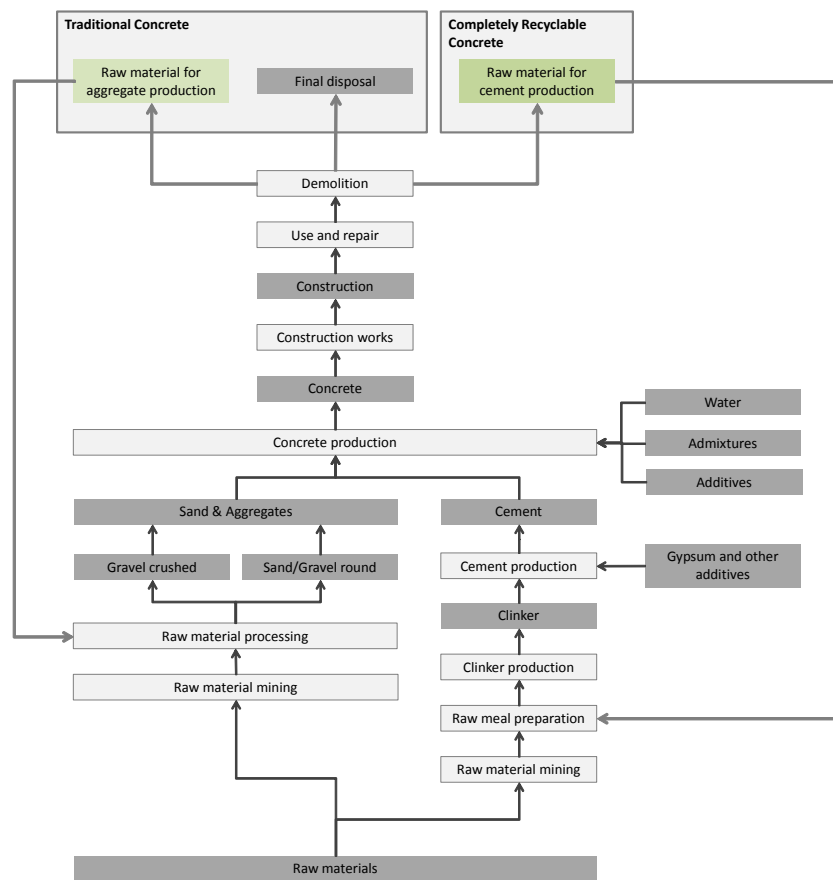 Traditional Concrete
Completely Recyclable
Concrete
Raw material for
aggregate production
Final disposal
Raw material for
cement production
Demolition
Use and repair
Construction
Construction works
Concrete
Water
Concrete production
Admixtures
Additives
Sand & Aggregates
Cement
Gravel crushed
Sand/Gravel round
Cement production
Gypsum and other
additives
Clinker
Raw material processing
Clinker production
Raw material mining
Raw meal preparation
Raw material mining
Raw materials